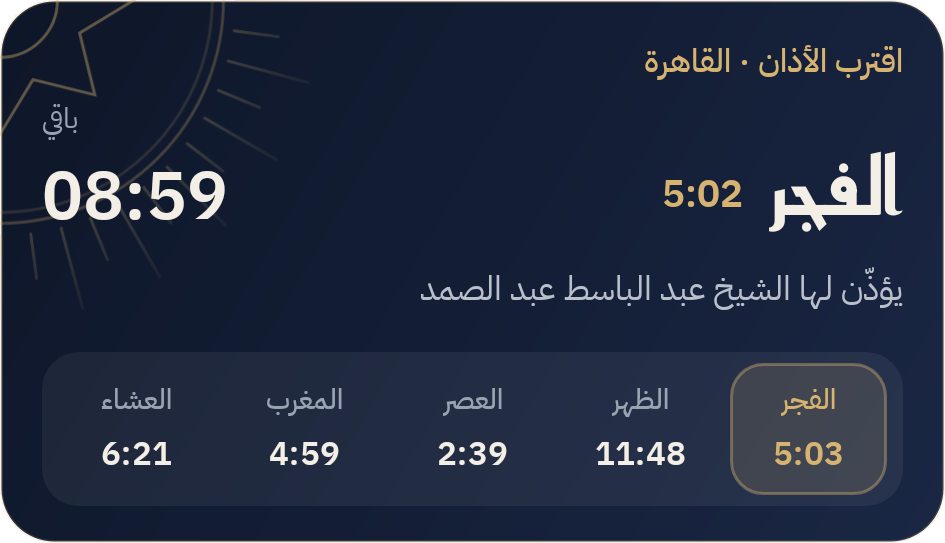 اقترب الأذان · القاهرة
باقي
الفجر 5:02
08:59
يؤذّن لها الشيخ عبد الباسط عبد الصمد
الفجر الظهر العصر المغرب العشاء
5:03 11:48 2:39 4:59 6:21